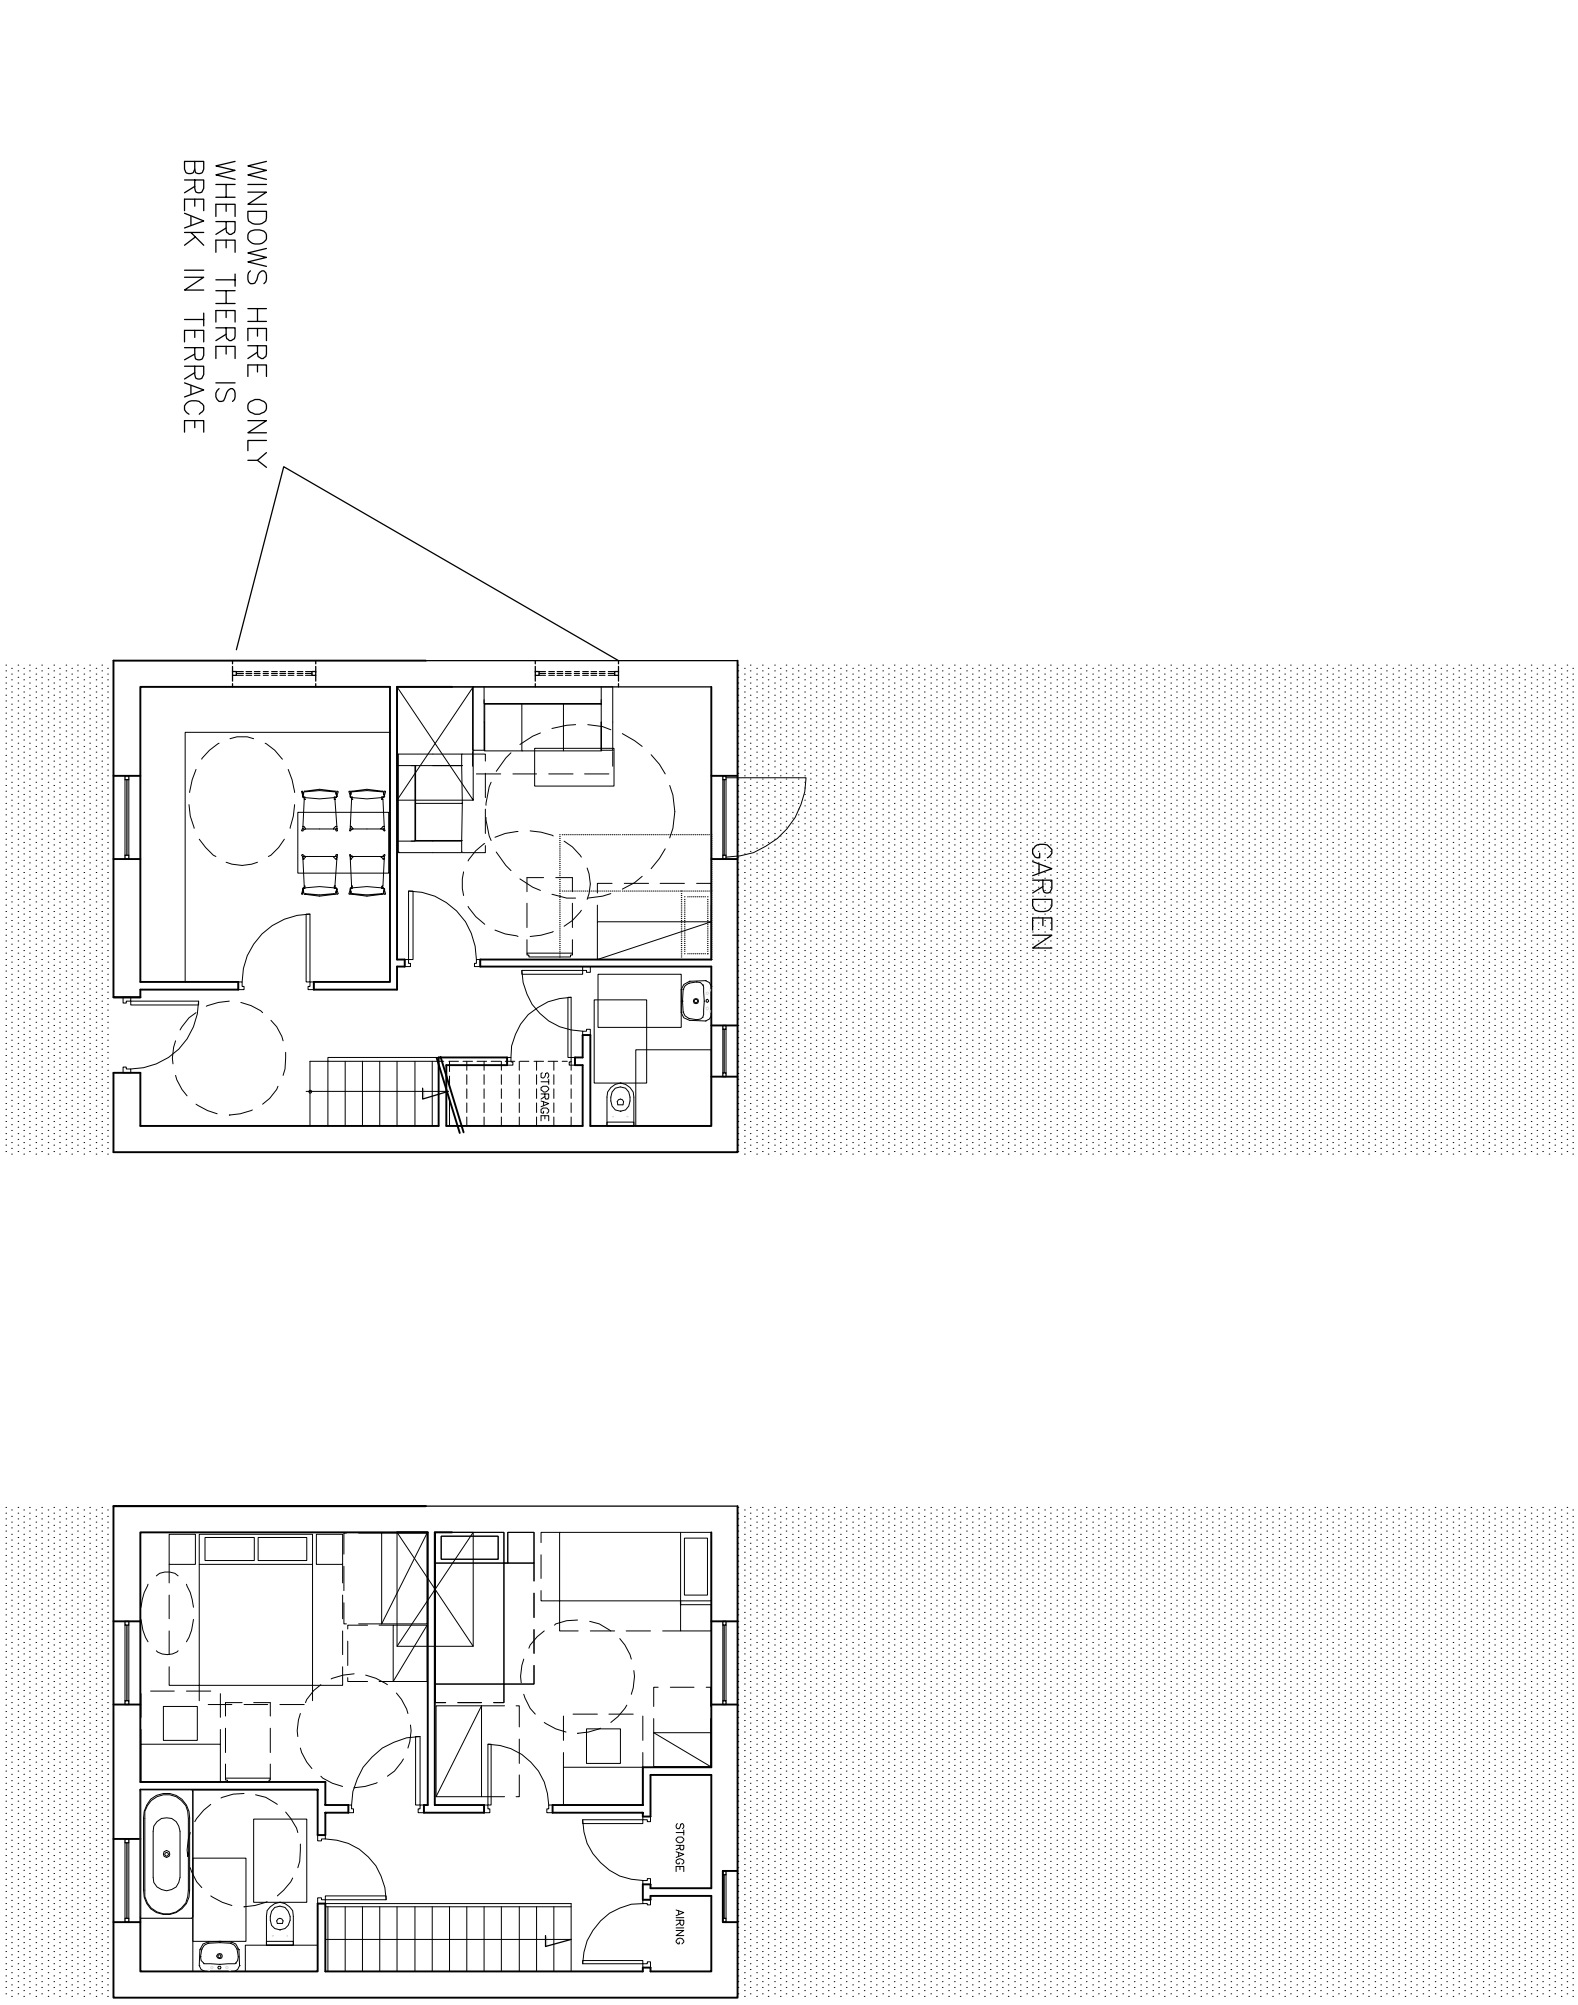 WINDOWS HERE ONLY
WHERE THERE IS
BREAK IN TERRACE
GARDEN
STORAGE
STORAGE
AIRING